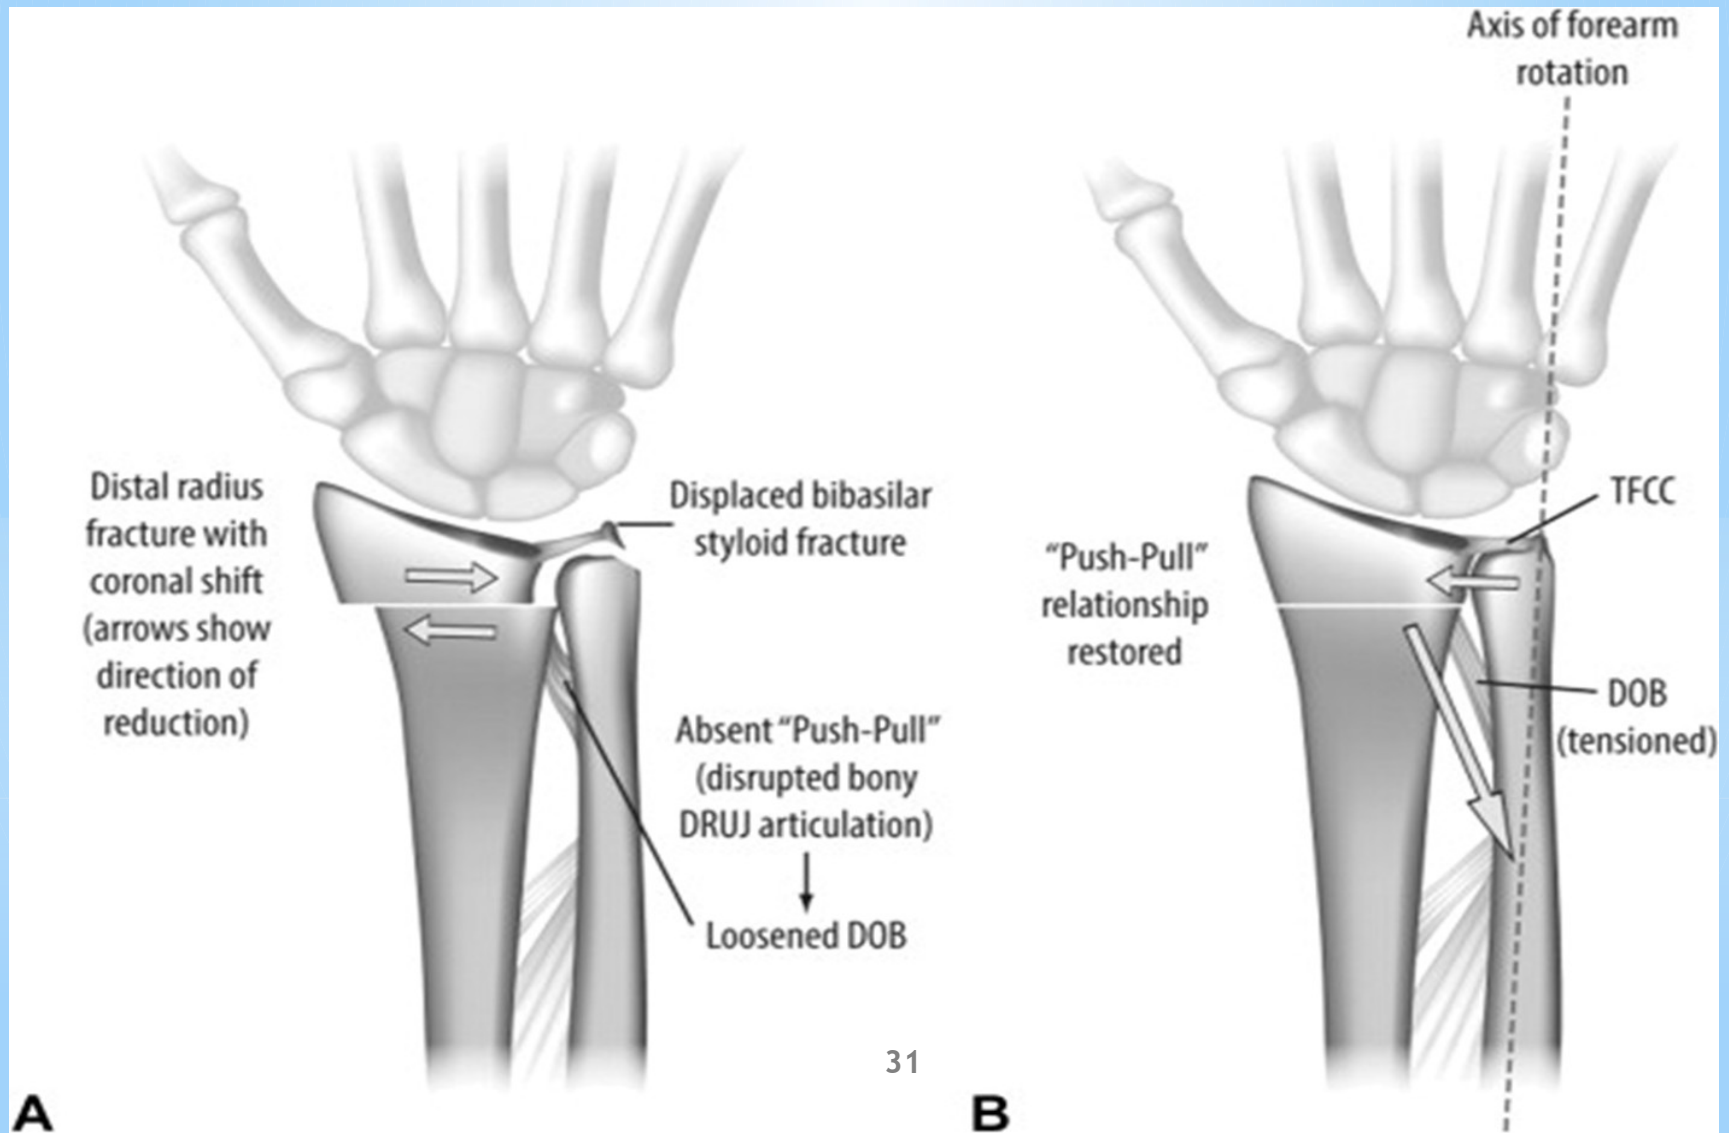 Axis of forearm
rotation
Distal radius
fracture with
coronal shift
(arrows show
direction of
reduction)
Displaced bibasilar
styloid fracture
Absent “Push-Pull”
(disrupted bony
DRUJ articulation)
Loosened DOB
“Push-Pull”
relationship
restored
TFCC
DOB
(tensioned)
31
A
B